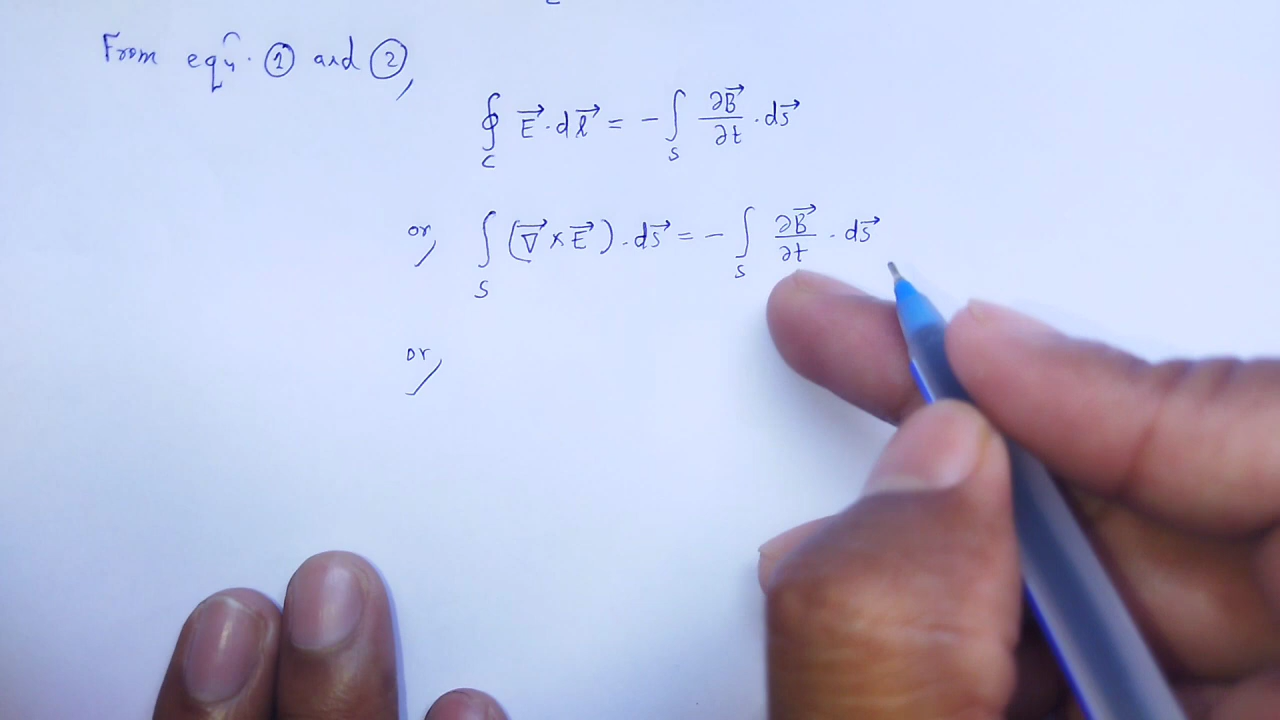 From eqn. ① and ②,
∮_C E⃗ · dl⃗ = - ∫_S ∂B⃗/∂t · ds⃗
or, ∫_S (∇⃗ × E⃗) · ds⃗ = - ∫_S ∂B⃗/∂t · ds⃗
or,